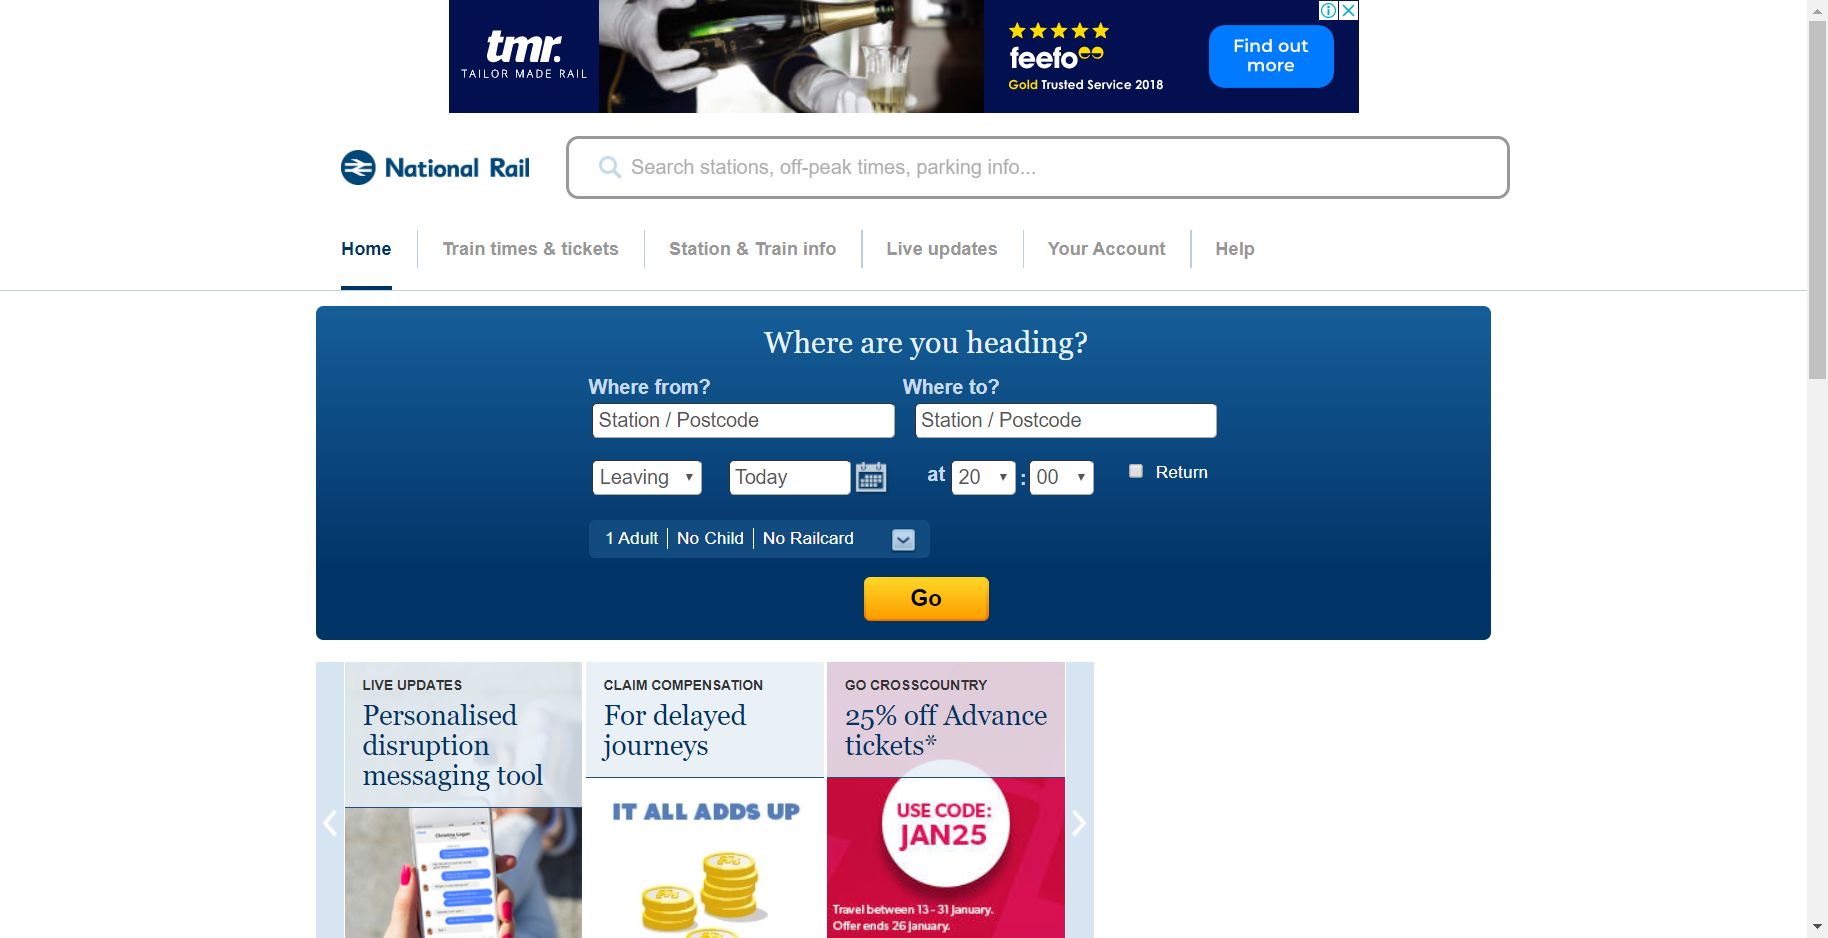 tmr.
TAILOR MADE RAIL
feefo
Gold Trusted Service 2018
Find out
more
National Rail
Search stations, off-peak times, parking info...
Home
Train times & tickets
Station & Train info
Live updates
Your Account
Help
Where are you heading?
Where from?
Where to?
Station / Postcode
Station / Postcode
Leaving
Today
at
20
:
00
Return
1 Adult
No Child
No Railcard
Go
LIVE UPDATES
Personalised
disruption
messaging tool
Christina Logan
CLAIM COMPENSATION
For delayed
journeys
IT ALL ADDS UP
GO CROSSCOUNTRY
25% off Advance
tickets*
USE CODE:
JAN25
Travel between 13 - 31 January.
Offer ends 26 January.